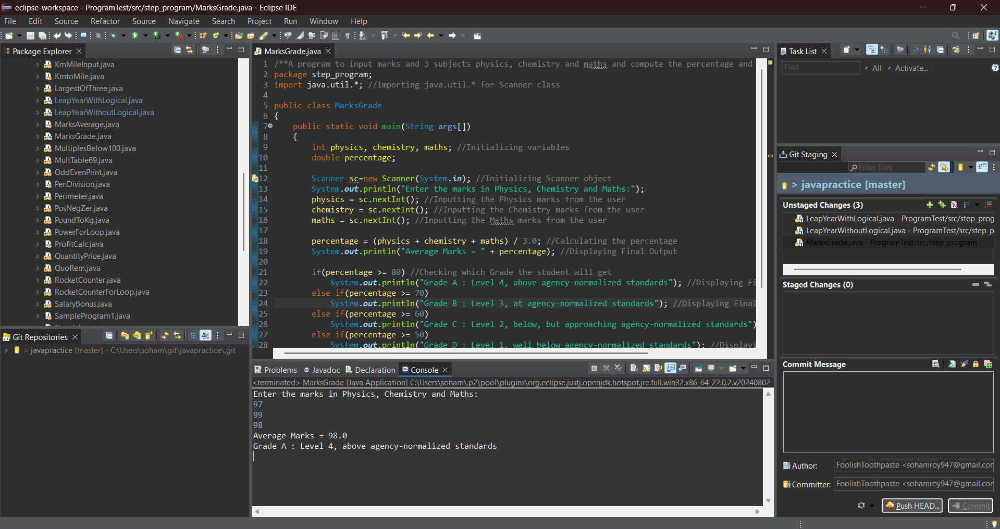 eclipse-workspace - ProgramTest/src/step_program/MarksGrade.java - Eclipse IDE
File Edit Source Refactor Source Navigate Search Project Run Window Help
Package Explorer
KmMileInput.java
KmtoMile.java
LargestOfThree.java
LeapYearWithLogical.java
LeapYearWithoutLogical.java
MarksAverage.java
MarksGrade.java
MultiplesBelow100.java
MultTable69.java
OddEvenPrint.java
PenDivision.java
Perimeter.java
PosNegZer.java
PoundToKg.java
PowerForLoop.java
ProfitCalc.java
QuantityPrice.java
QuoRem.java
RocketCounter.java
RocketCounterForLoop.java
SalaryBonus.java
SampleProgram1.java
Git Repositories
> javapractice [master] - C:\Users\soham\git\javapractice\.git
MarksGrade.java
1 /**A program to input marks and 3 subjects physics, chemistry and maths and compute the percentage and
2 package step_program;
3 import java.util.*; //Importing java.util.* for Scanner class
4
5 public class MarksGrade
6 {
7 public static void main(String args[])
8 {
9 int physics, chemistry, maths; //Initializing variables
10 double percentage;
11
12 Scanner sc=new Scanner(System.in); //Initializing Scanner object
13 System.out.println("Enter the marks in Physics, Chemistry and Maths:");
14 physics = sc.nextInt(); //Inputting the Physics marks from the user
15 chemistry = sc.nextInt(); //Inputting the Chemistry marks from the user
16 maths = sc.nextInt(); //Inputting the Maths marks from the user
17
18 percentage = (physics + chemistry + maths) / 3.0; //Calculating the percentage
19 System.out.println("Average Marks = " + percentage); //Displaying Final Output
20
21 if(percentage >= 80) //Checking which Grade the student will get
22 System.out.println("Grade A : Level 4, above agency-normalized standards"); //Displaying Fi
23 else if(percentage >= 70)
24 System.out.println("Grade B : Level 3, at agency-normalized standards"); //Displaying Final
25 else if(percentage >= 60)
26 System.out.println("Grade C : Level 2, below, but approaching agency-normalized standards")
27 else if(percentage >= 50)
28 System.out.println("Grade D : Level 1, well below agency-normalized standards"); //Displayi
Problems Javadoc Declaration Console
<terminated> MarksGrade [Java Application] C:\Users\soham\.p2\pool\plugins\org.eclipse.justj.openjdk.hotspot.jre.full.win32.x86_64_22.0.2.v20240802-
Enter the marks in Physics, Chemistry and Maths:
97
99
98
Average Marks = 98.0
Grade A : Level 4, above agency-normalized standards
Task List
Find All Activate...
Git Staging
Filter files
> javapractice [master]
Unstaged Changes (3)
LeapYearWithLogical.java - ProgramTest/src/step_prog
LeapYearWithoutLogical.java - ProgramTest/src/step_p
MarksGrade.java - ProgramTest/src/step_program
Staged Changes (0)
Commit Message
Author: FoolishToothpaste <sohamroy947@gmail.cor
Committer: FoolishToothpaste <sohamroy947@gmail.cor
Push HEAD... Commit